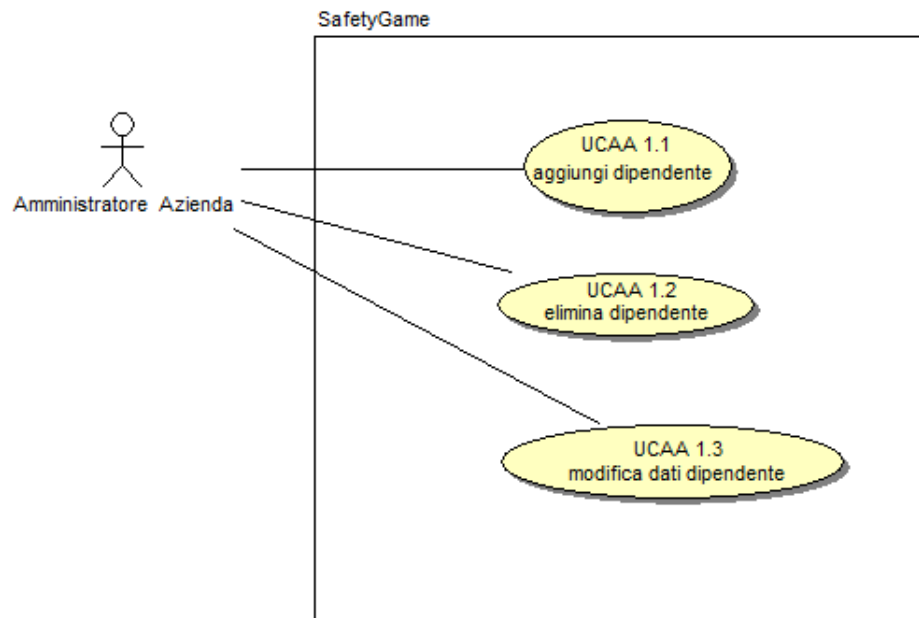 SafetyGame
Amministratore Azienda
UCAA 1.1
aggiungi dipendente
UCAA 1.2
elimina dipendente
UCAA 1.3
modifica dati dipendente